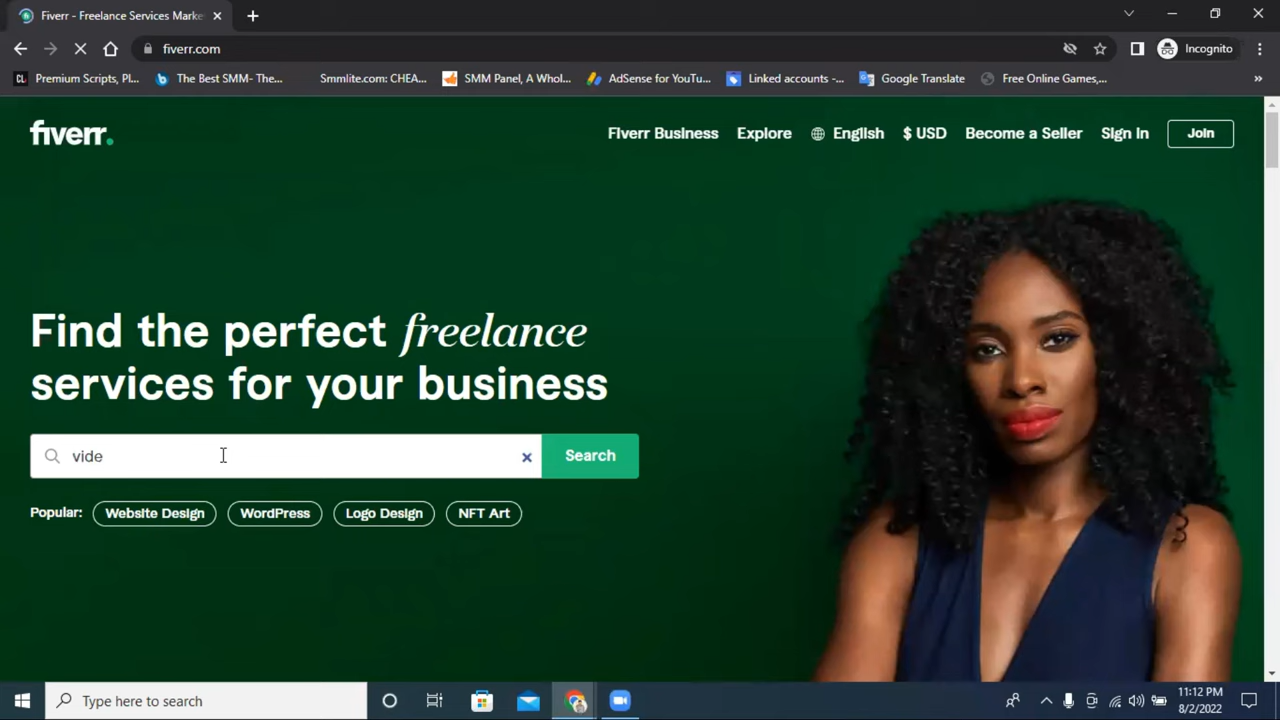 Fiverr - Freelance Services Marke
fiverr.com
Incognito
Premium Scripts, Pl...
The Best SMM- The...
Smmlite.com: CHEA...
SMM Panel, A Whol...
AdSense for YouTu...
Linked accounts -...
Google Translate
Free Online Games,...
»
fiverr.
Fiverr Business
Explore
English
$ USD
Become a Seller
Sign In
Join
Find the perfect freelance
services for your business
vide
Search
Popular:
Website Design
WordPress
Logo Design
NFT Art
Type here to search
11:12 PM
8/2/2022